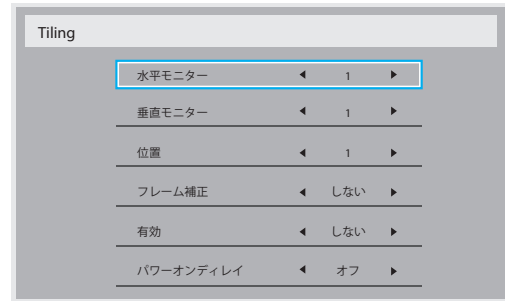 Tiling
水平モニター ◀ 1 ▶
垂直モニター ◀ 1 ▶
位置 ◀ 1 ▶
フレーム補正 ◀ しない ▶
有効 ◀ しない ▶
パワーオンディレイ ◀ オフ ▶